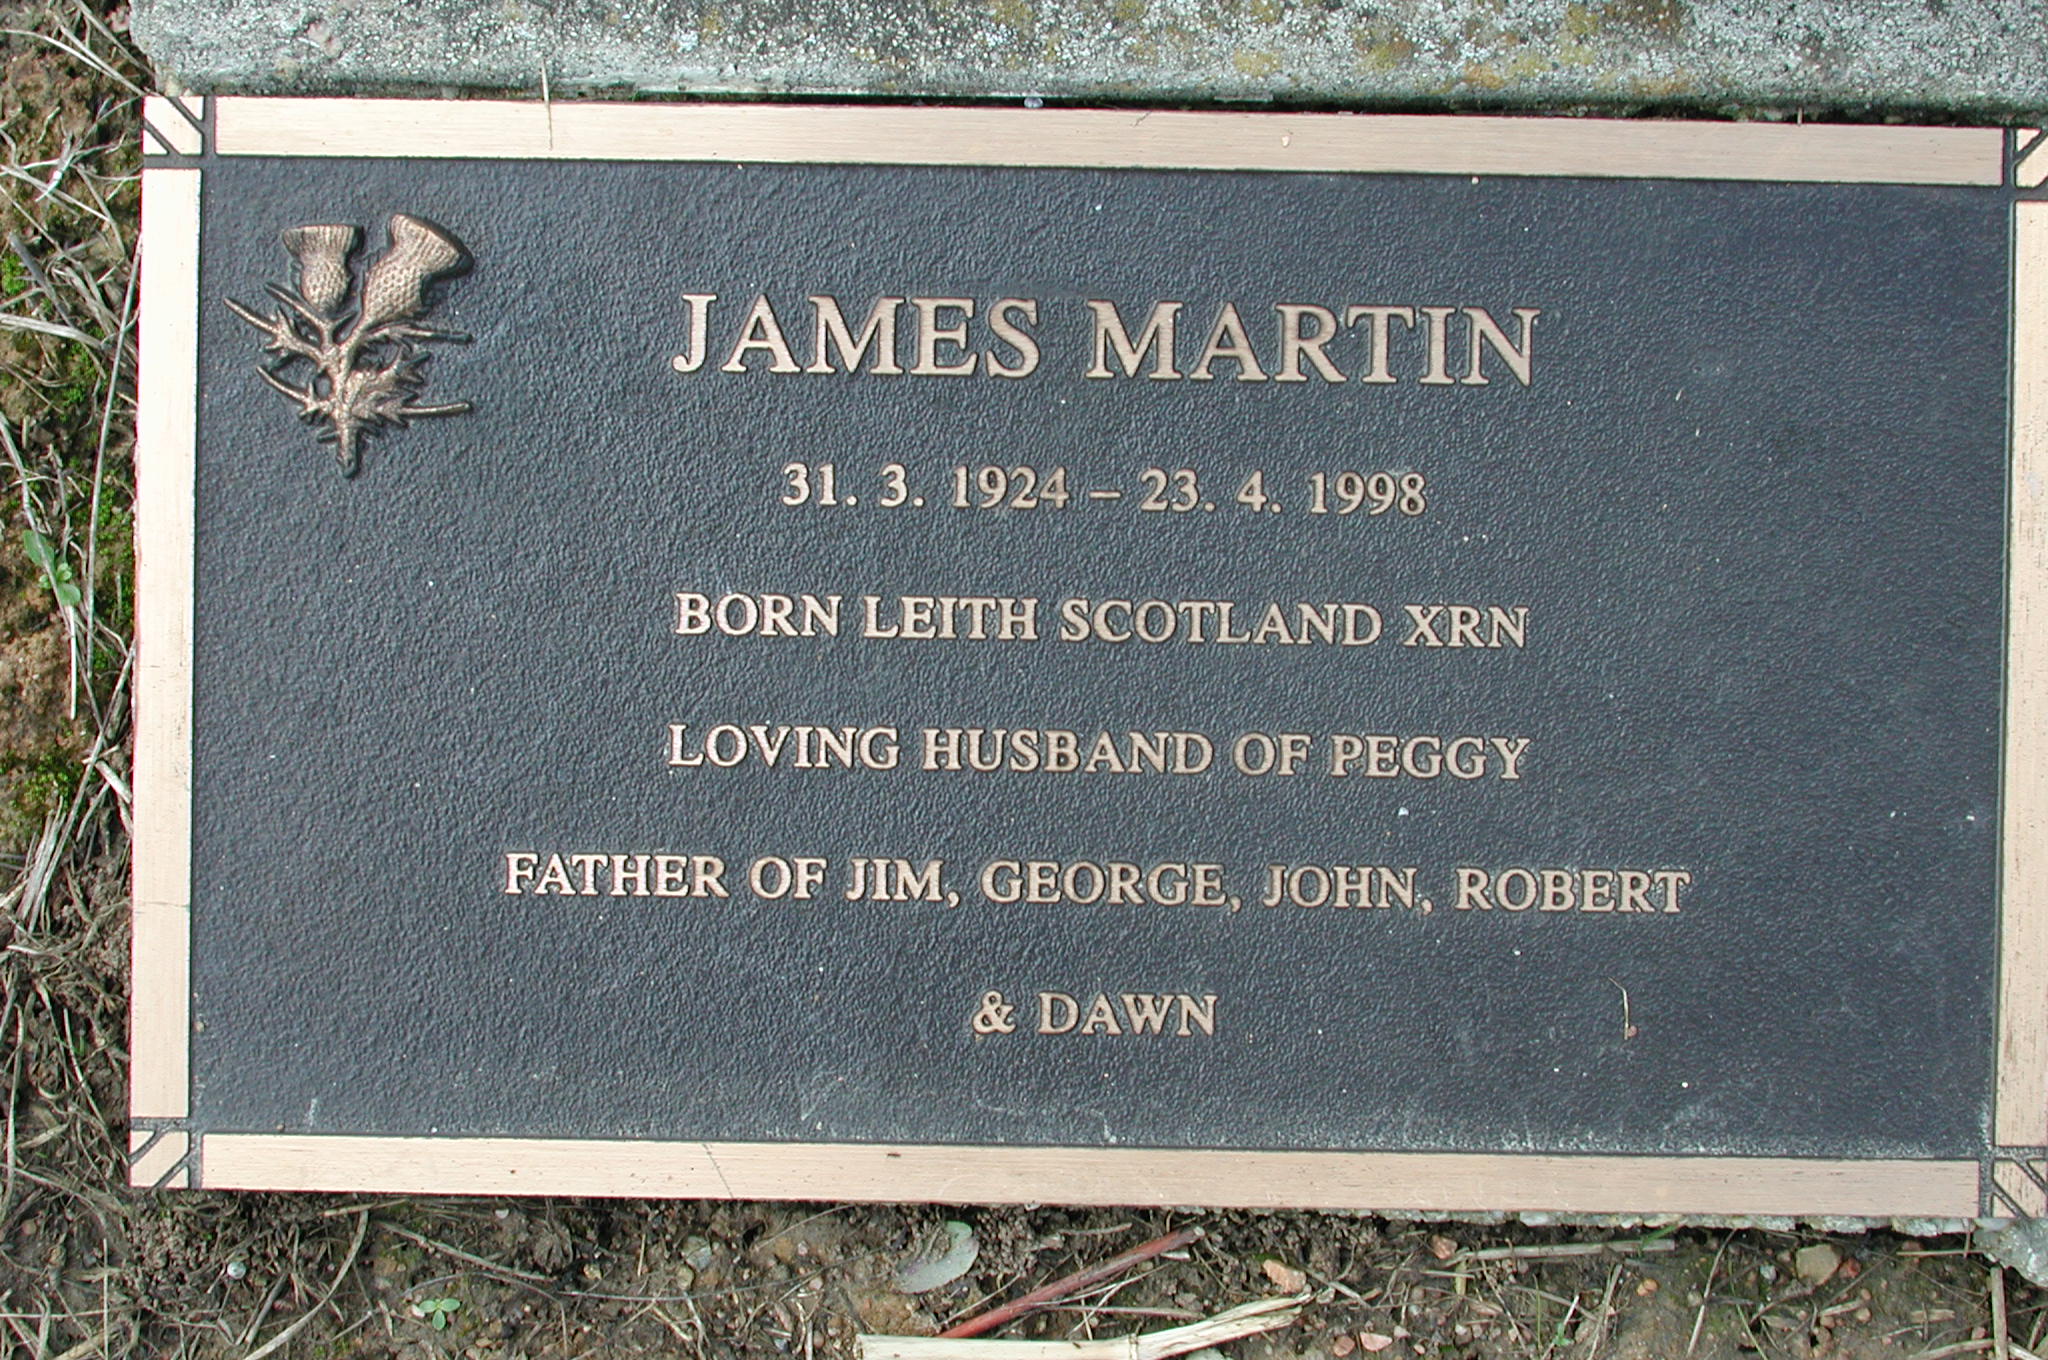 JAMES MARTIN
31. 3. 1924 – 23. 4. 1998
BORN LEITH SCOTLAND XRN
LOVING HUSBAND OF PEGGY
FATHER OF JIM, GEORGE, JOHN, ROBERT
& DAWN